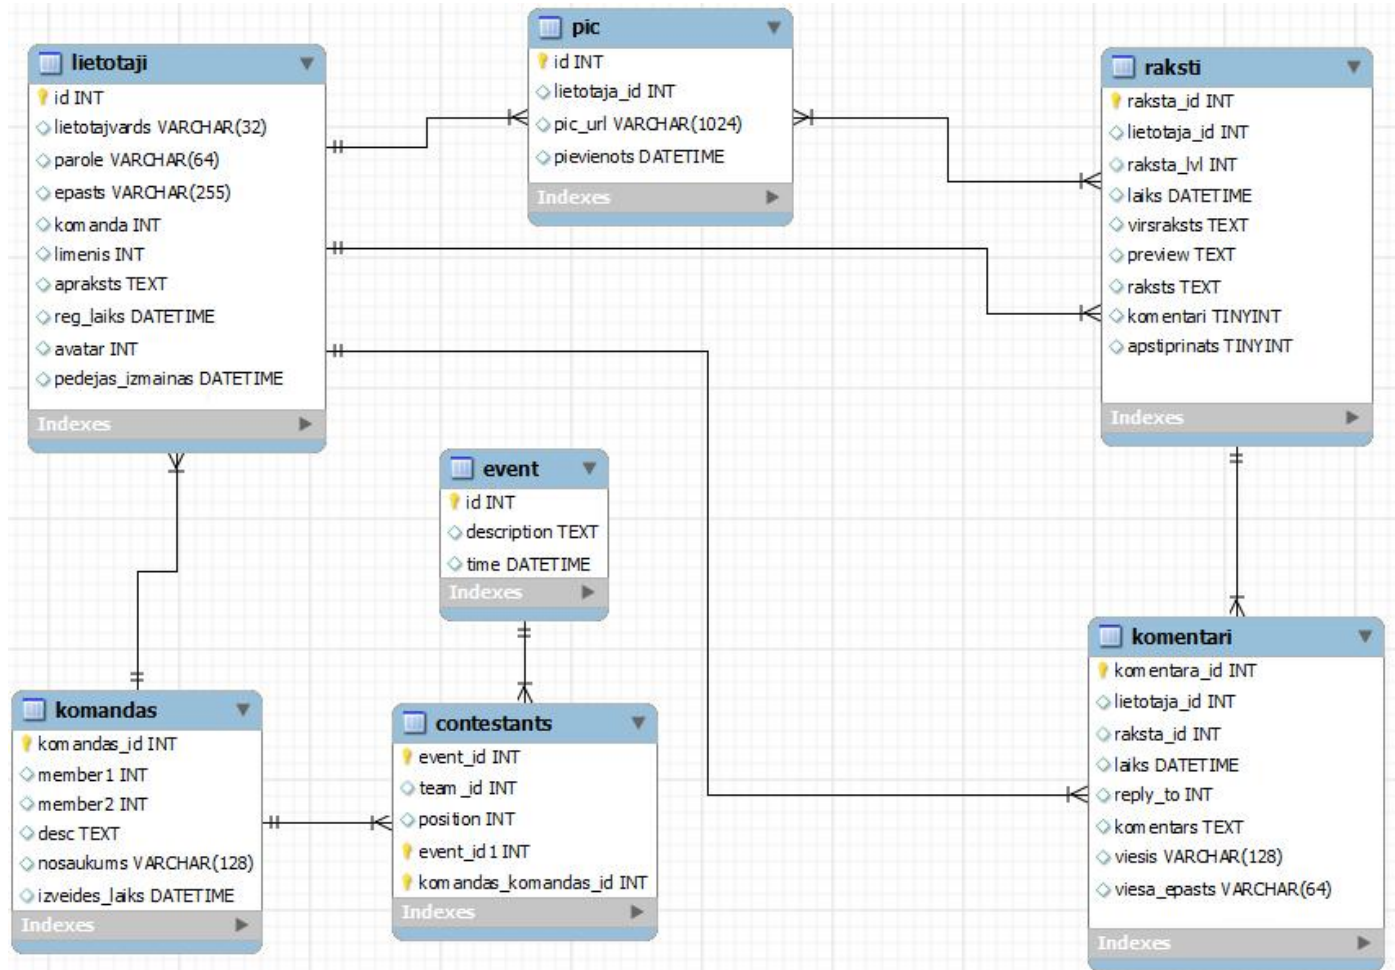 lietotaji
id INT
lietotajvards VARCHAR(32)
parole VARCHAR(64)
epasts VARCHAR(255)
komanda INT
limenis INT
apraksts TEXT
reg_laiks DATETIME
avatar INT
pedejas_izmainas DATETIME
Indexes
pic
id INT
lietotaja_id INT
pic_url VARCHAR(1024)
pievienots DATETIME
Indexes
raksti
raksta_id INT
lietotaja_id INT
raksta_lvl INT
laiks DATETIME
virsraksts TEXT
preview TEXT
raksts TEXT
komentari TINYINT
apstiprinats TINYINT
Indexes
event
id INT
description TEXT
time DATETIME
Indexes
komandas
komandas_id INT
member1 INT
member2 INT
desc TEXT
nosaukums VARCHAR(128)
izveides_laiks DATETIME
Indexes
contestants
event_id INT
team_id INT
position INT
event_id1 INT
komandas_komandas_id INT
Indexes
komentari
komentara_id INT
lietotaja_id INT
raksta_id INT
laiks DATETIME
reply_to INT
komentars TEXT
viesis VARCHAR(128)
viesa_epasts VARCHAR(64)
Indexes